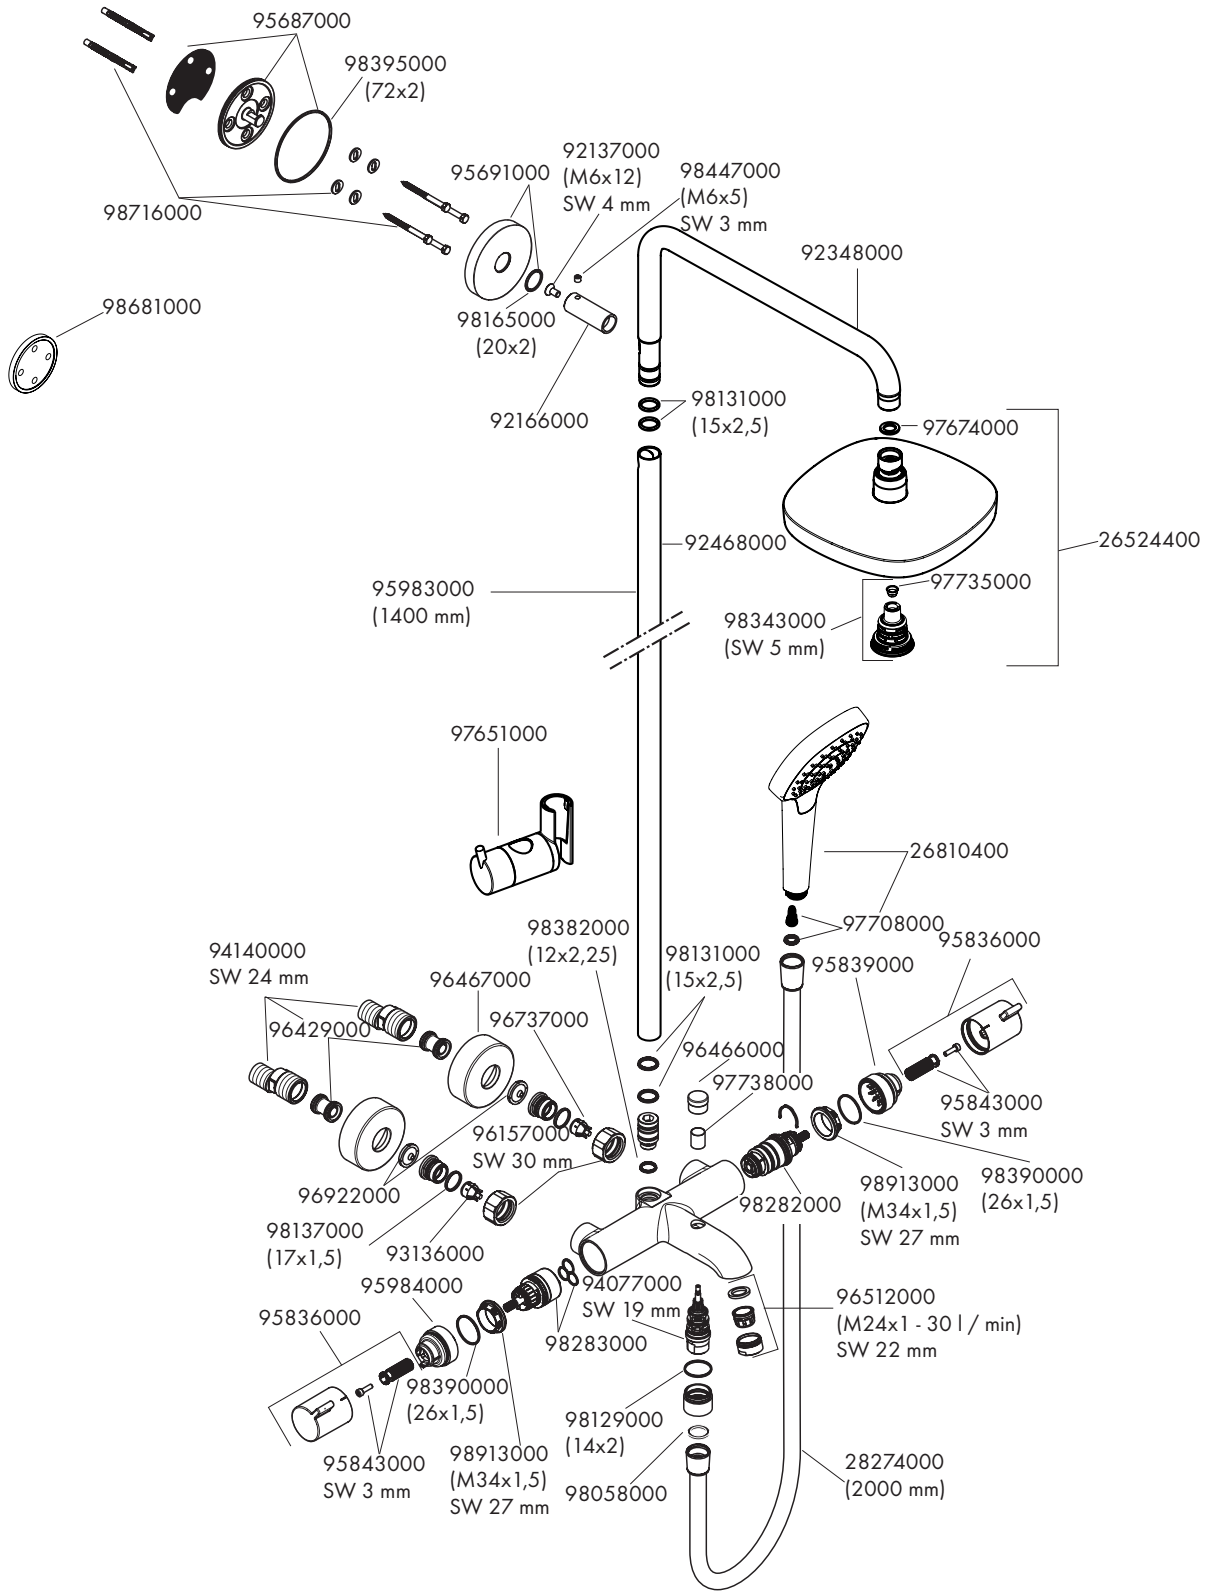 95687000
98395000
(72x2)
92137000
(M6x12)
SW 4 mm
98447000
(M6x5)
SW 3 mm
95691000
98716000
92348000
98681000
98165000
(20x2)
92166000
98131000
(15x2,5)
97674000
92468000
26524400
95983000
(1400 mm)
97735000
98343000
(SW 5 mm)
97651000
26810400
98382000
(12x2,25)
97708000
94140000
SW 24 mm
98131000
(15x2,5)
95836000
95839000
96467000
96737000
96429000
96466000
97738000
95843000
SW 3 mm
96157000
SW 30 mm
98390000
(26x1,5)
98913000
(M34x1,5)
SW 27 mm
96922000
98282000
98137000
(17x1,5)
93136000
95984000
94077000
SW 19 mm
96512000
(M24x1 - 30 l / min)
SW 22 mm
95836000
98283000
98390000
(26x1,5)
98129000
(14x2)
98913000
(M34x1,5)
SW 27 mm
95843000
SW 3 mm
98058000
28274000
(2000 mm)